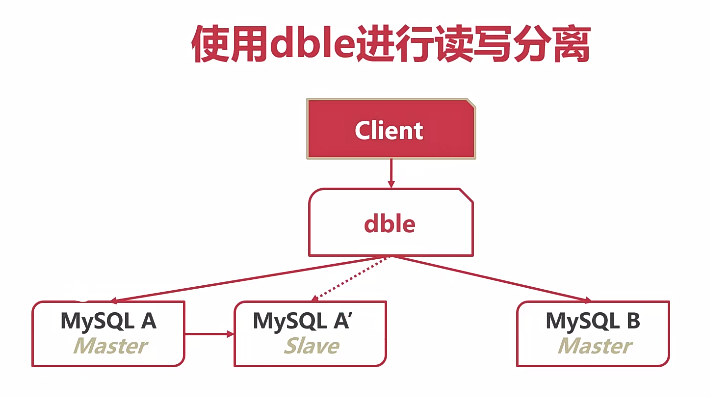 使用dble进行读写分离
Client
dble
MySQL A
Master
MySQL A’
Slave
MySQL B
Master